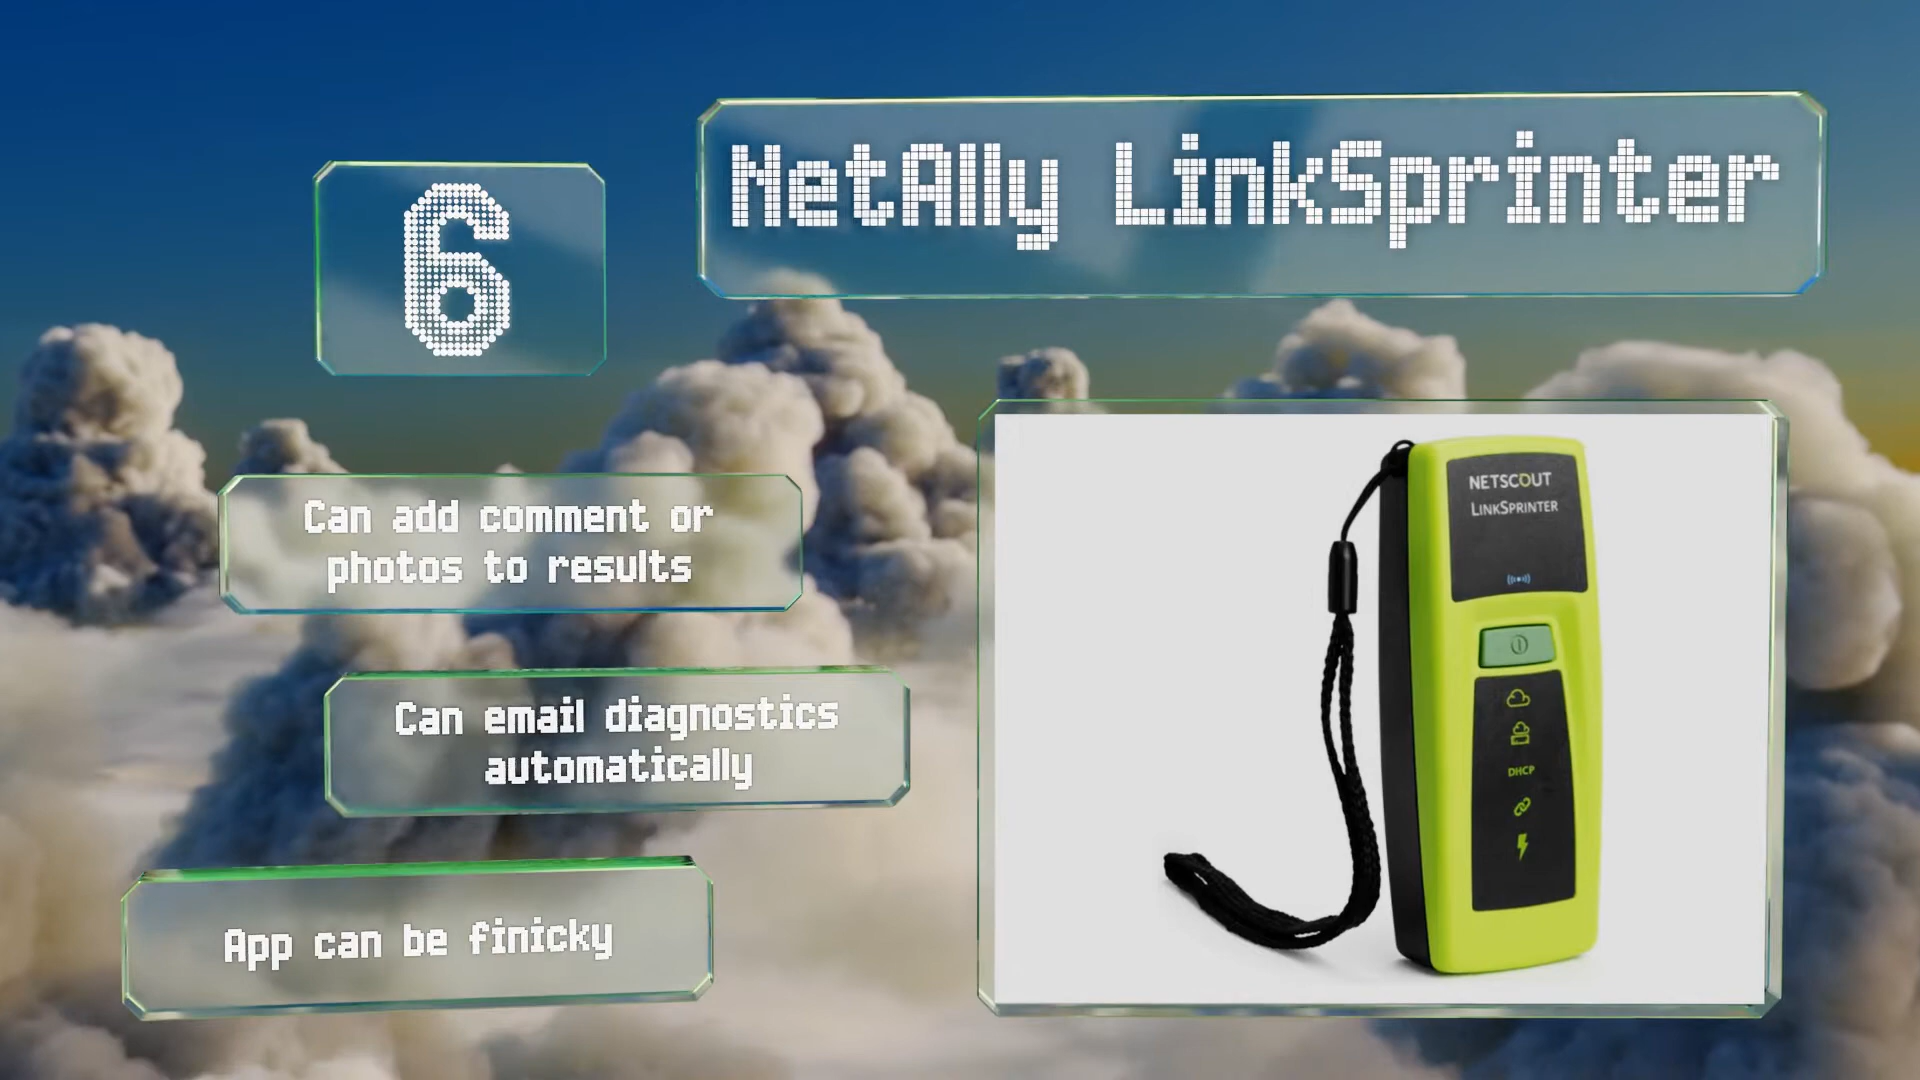 6
NetAlly LinkSprinter
Can add comment or
photos to results
Can email diagnostics
automatically
App can be finicky
NETSCOUT
LINKSPRINTER
DHCP